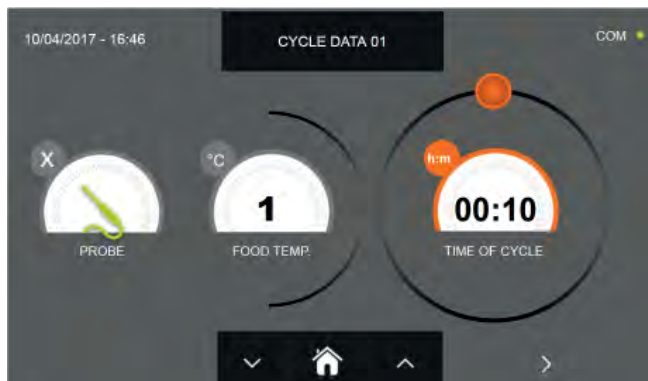 10/04/2017 - 16:46
CYCLE DATA 01
COM
X
PROBE
°C
1
FOOD TEMP.
h:m
00:10
TIME OF CYCLE